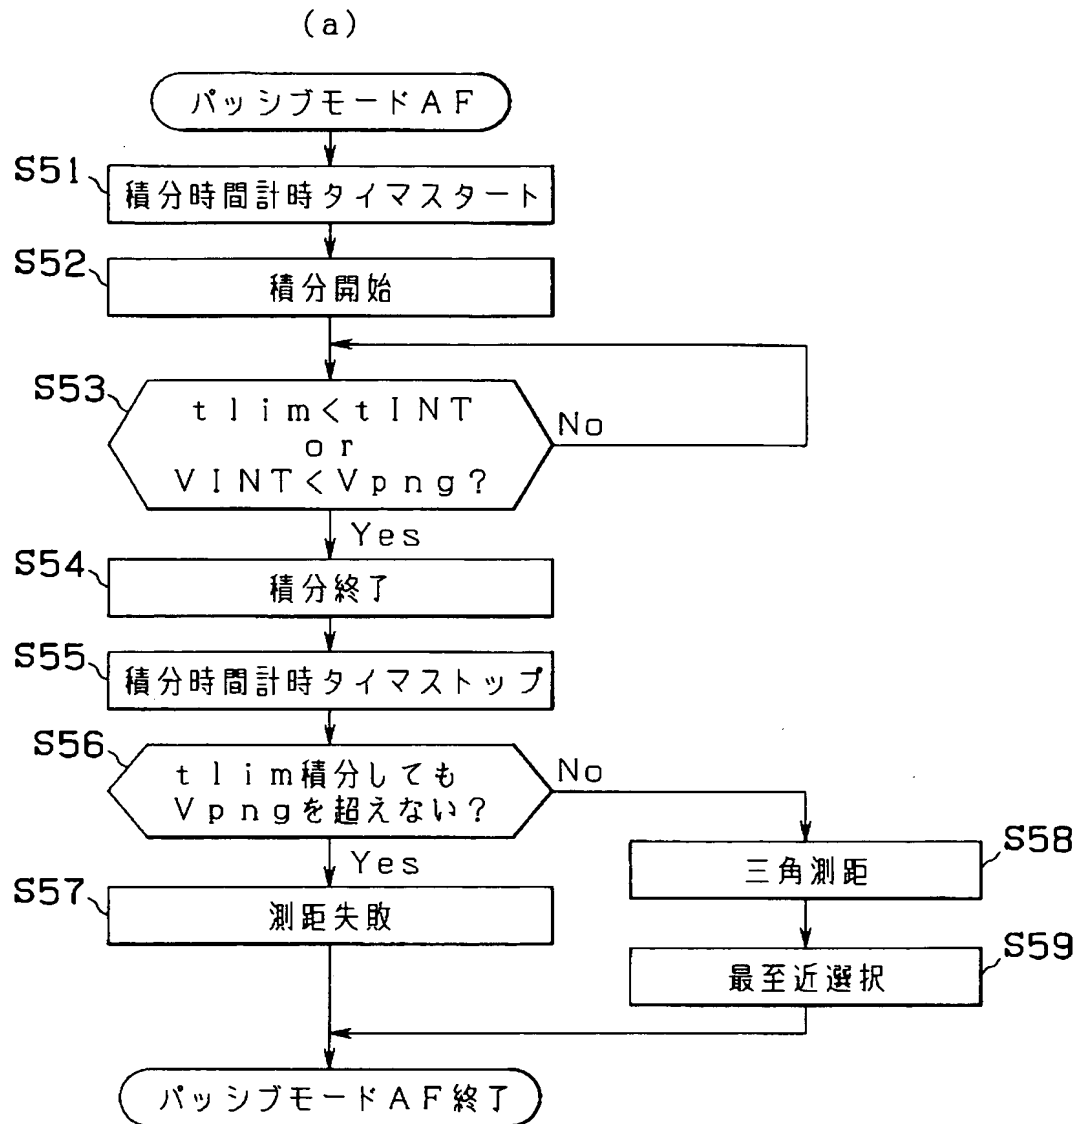 (a)
パッシブモードAF
S51
積分時間計時タイマスタート
S52
積分開始
S53
tlim<tINT
or
VINT<Vpng?
No
Yes
S54
積分終了
S55
積分時間計時タイマストップ
S56
tlim積分しても
Vpngを超えない?
No
Yes
S57
測距失敗
S58
三角測距
S59
最至近選択
パッシブモードAF終了